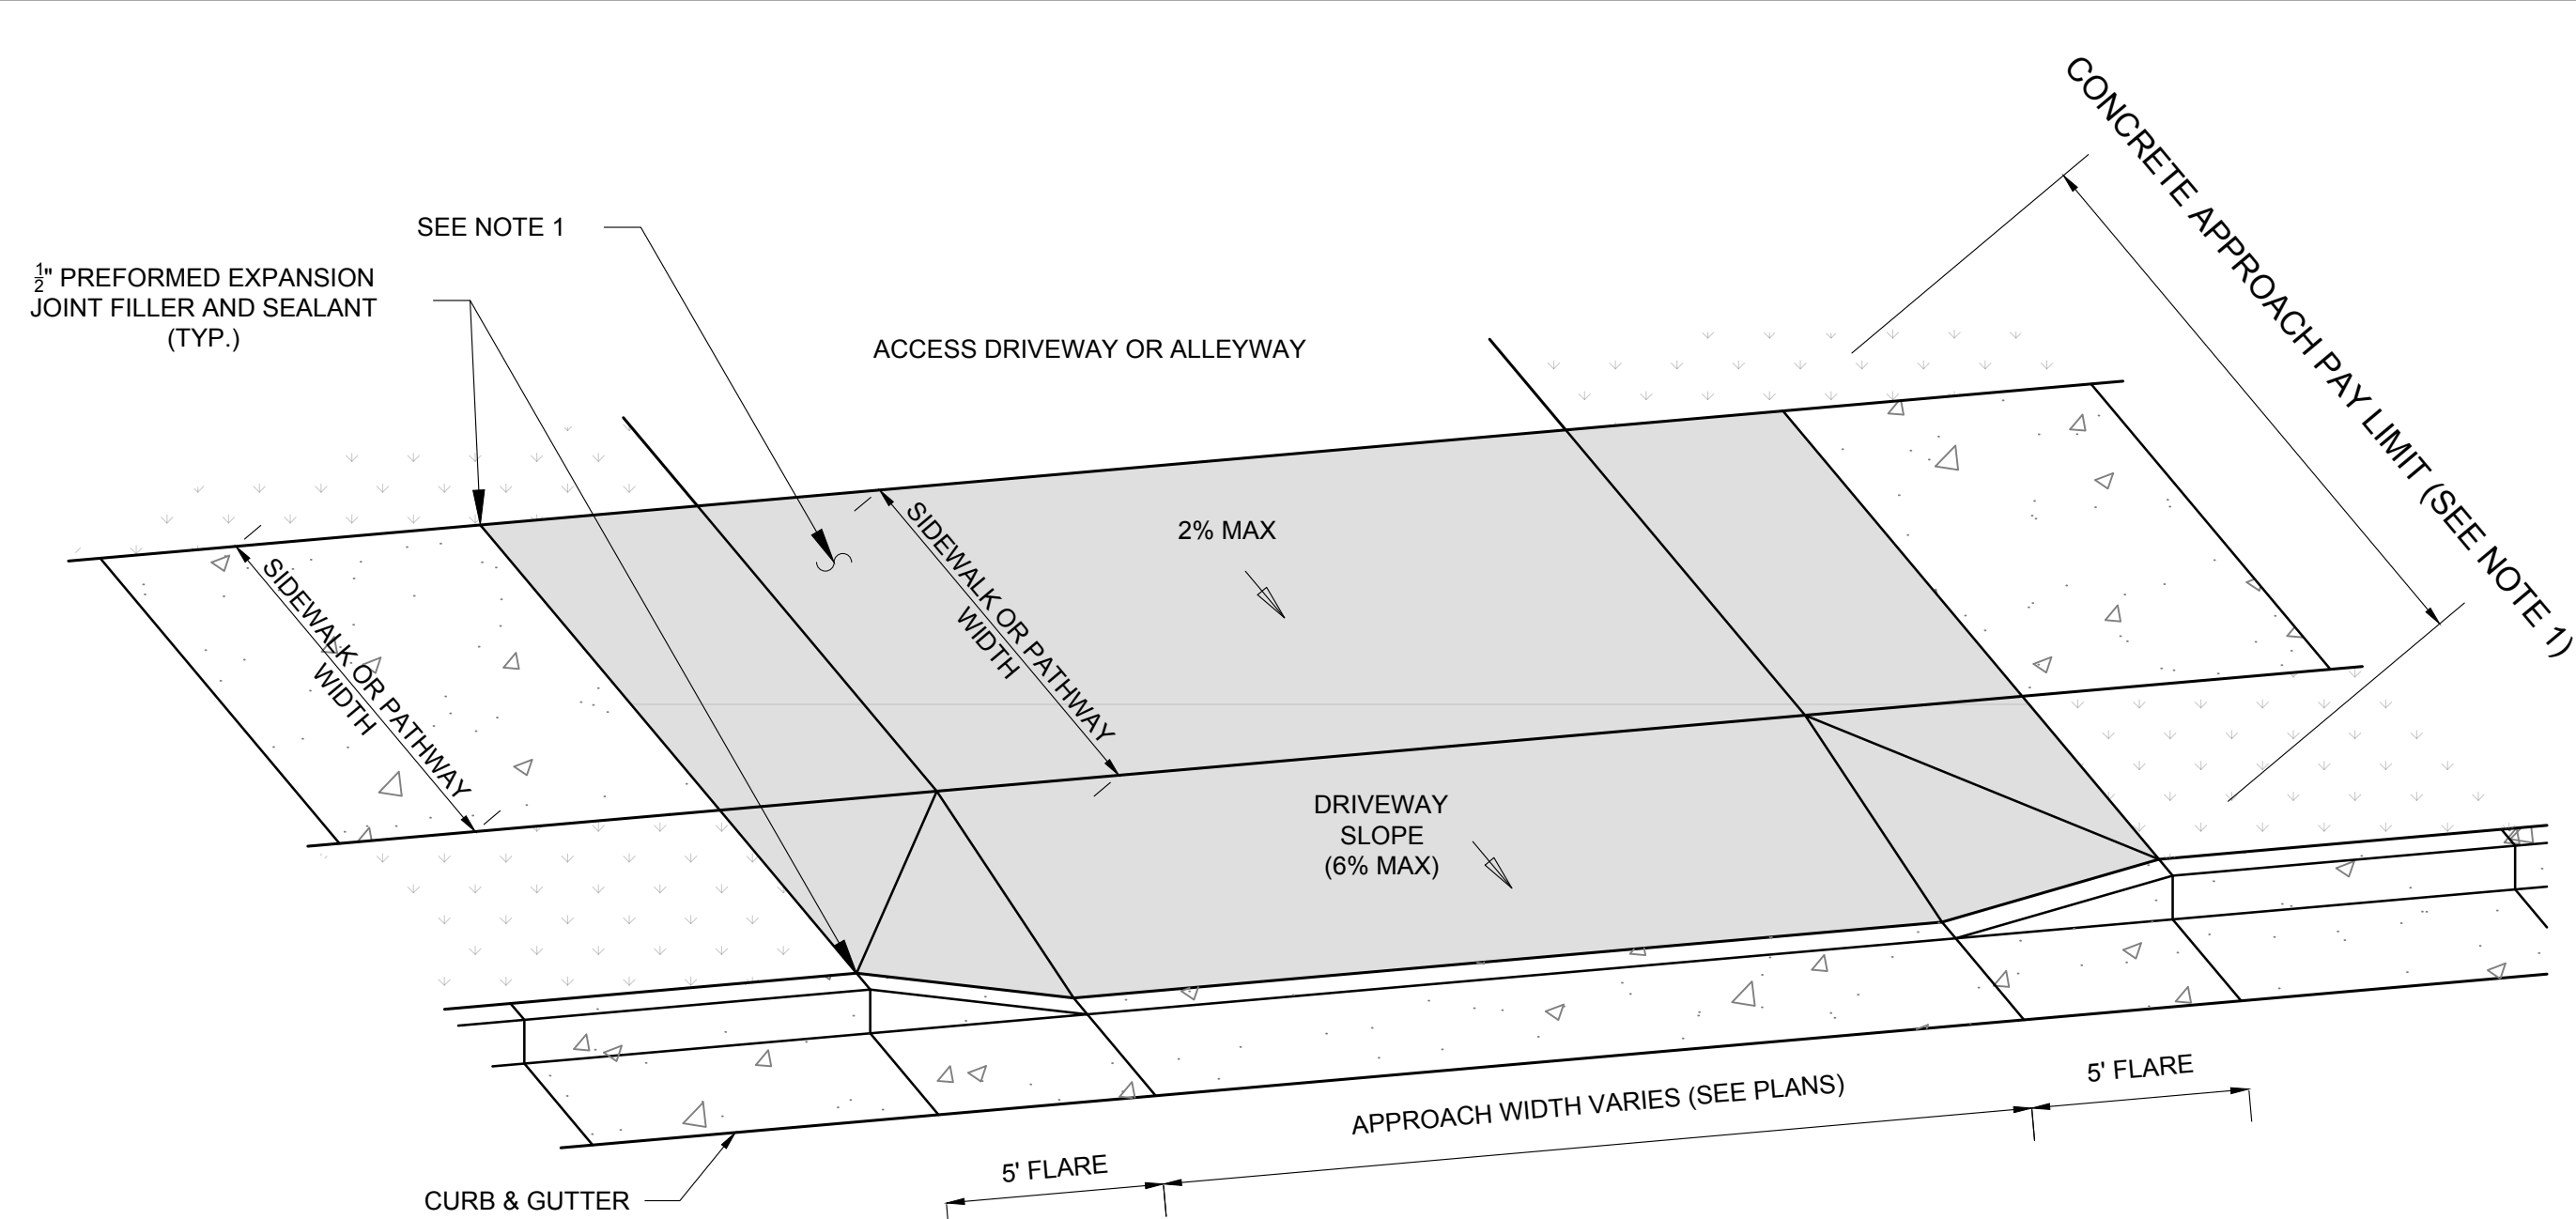 CONCRETE APPROACH PAY LIMIT (SEE NOTE 1)
SEE NOTE 1
½" PREFORMED EXPANSION
JOINT FILLER AND SEALANT
(TYP.)
ACCESS DRIVEWAY OR ALLEYWAY
SIDEWALK OR PATHWAY
WIDTH
SIDEWALK OR PATHWAY
WIDTH
2% MAX
DRIVEWAY
SLOPE
(6% MAX)
5' FLARE
APPROACH WIDTH VARIES (SEE PLANS)
5' FLARE
CURB & GUTTER